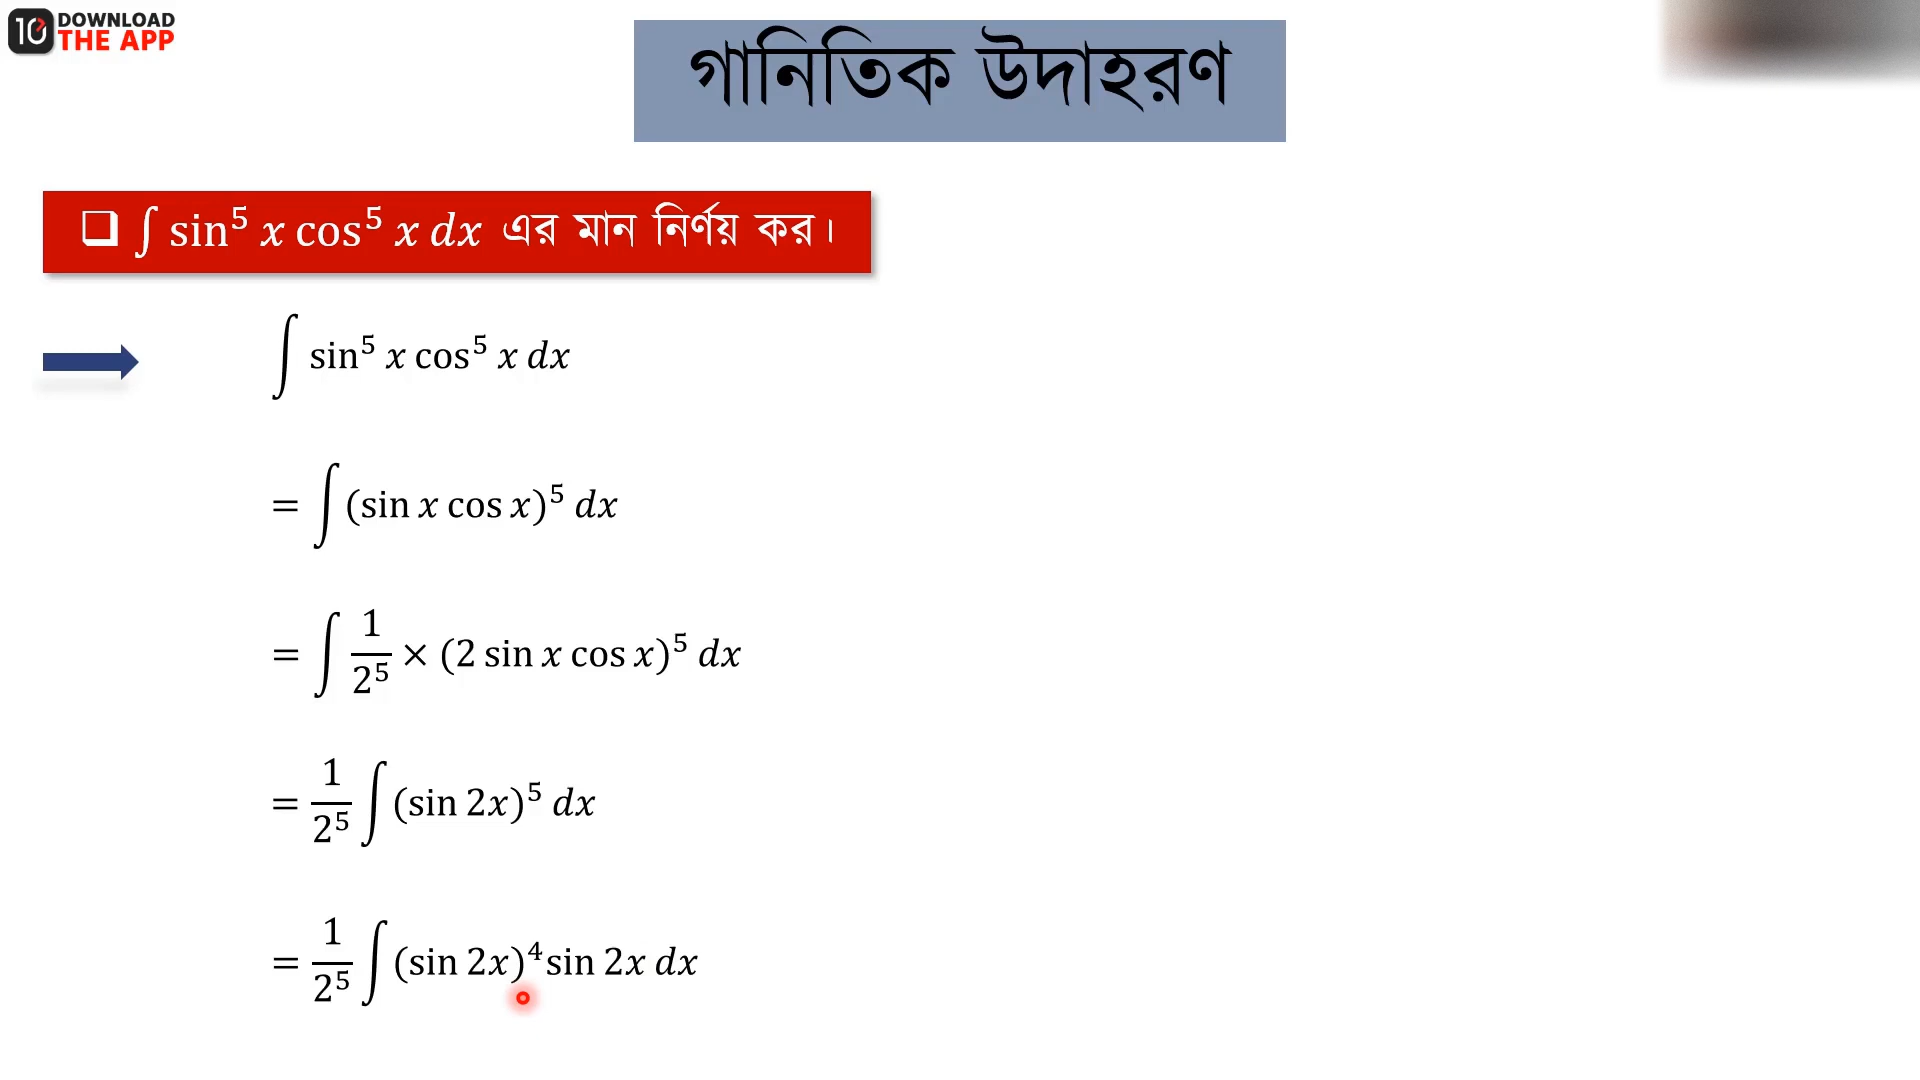 10 DOWNLOAD
THE APP
গানিতিক উদাহরণ
❑ ∫ sin⁵ x cos⁵ x dx এর মান নির্ণয় কর।
∫ sin⁵ x cos⁵ x dx
= ∫ (sin x cos x)⁵ dx
= ∫ 1/2⁵ × (2 sin x cos x)⁵ dx
= 1/2⁵ ∫ (sin 2x)⁵ dx
= 1/2⁵ ∫ (sin 2x)⁴ sin 2x dx